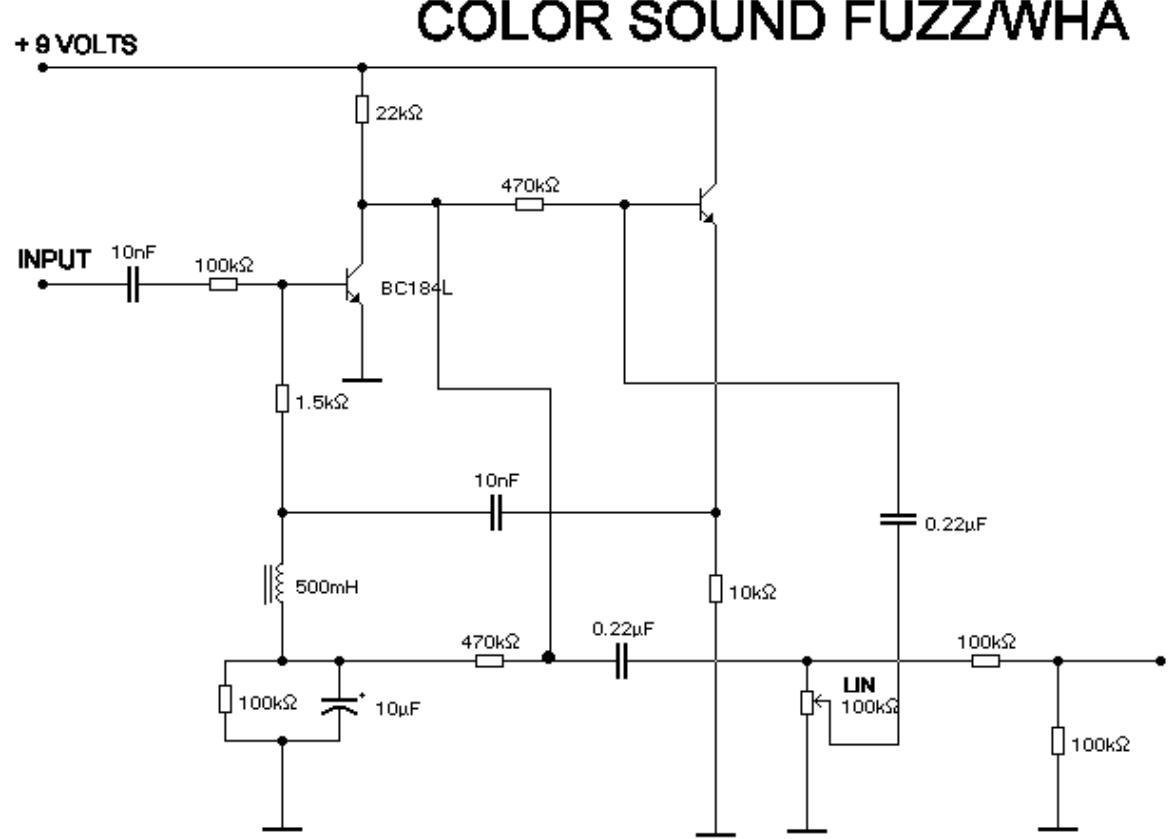 COLOR SOUND FUZZ/WHA
+ 9 VOLTS
22kΩ
470kΩ
INPUT
10nF
100kΩ
BC184L
1.5kΩ
10nF
0.22µF
500mH
10kΩ
470kΩ
0.22µF
100kΩ
LIN
100kΩ
100kΩ
10µF
100kΩ